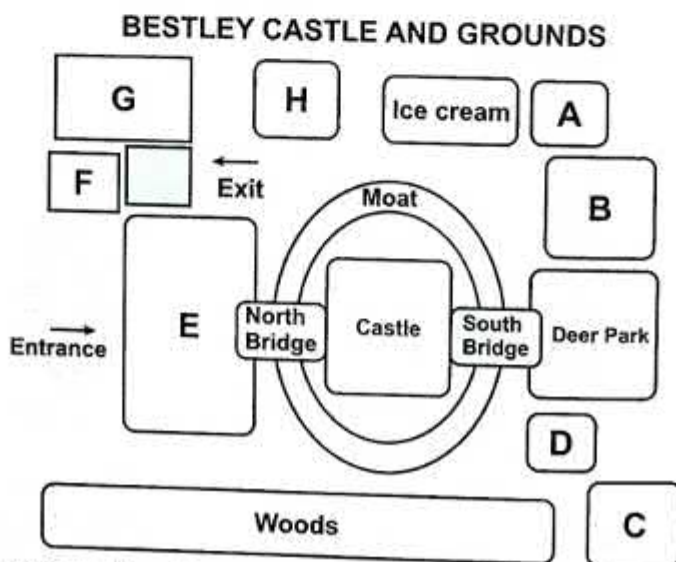 BESTLEY CASTLE AND GROUNDS
G
H
Ice cream
A
F
Exit
Moat
B
E
North
Bridge
Castle
South
Bridge
Deer Park
Entrance
D
Woods
C